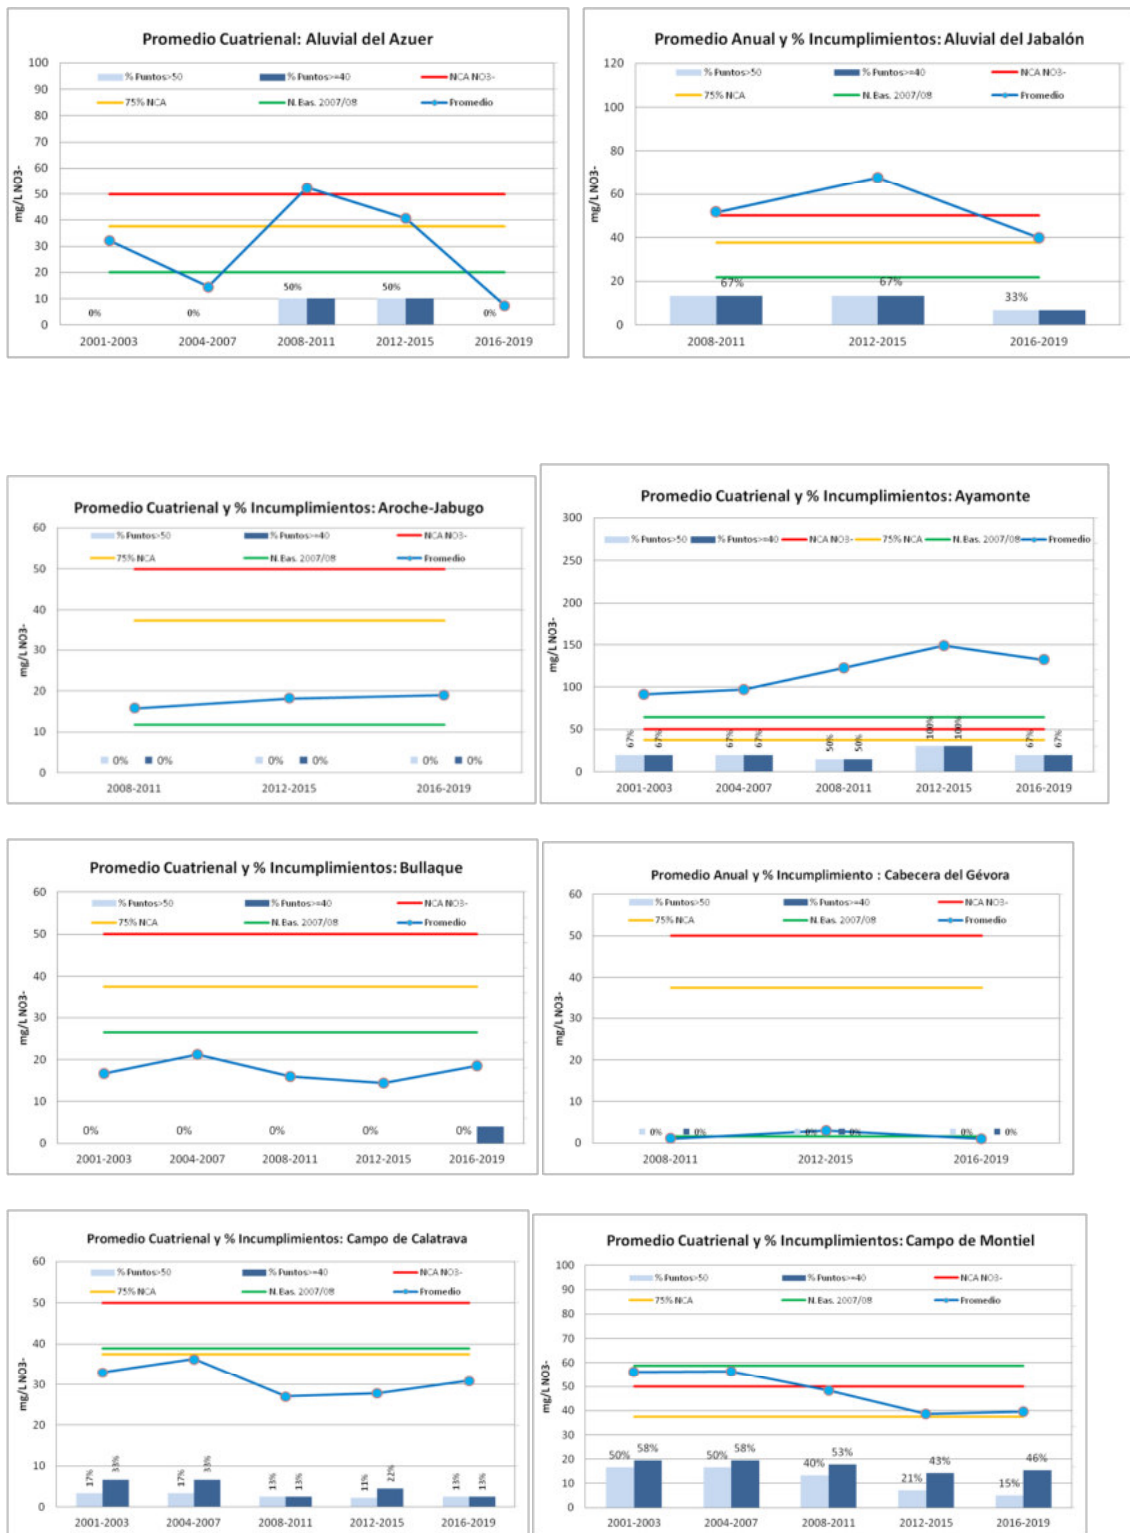 Promedio Cuatrienal: Aluvial del Azuer
100
90
80
70
60
50
40
30
20
10
0
mg/L NO3-
% Puntos>50
% Puntos>=40
NCA NO3-
75% NCA
N. Bas. 2007/08
Promedio
0%
0%
50%
50%
0%
2001-2003
2004-2007
2008-2011
2012-2015
2016-2019
Promedio Anual y % Incumplimientos: Aluvial del Jabalón
120
100
80
60
40
20
0
mg/L NO3-
% Puntos>50
% Puntos>=40
NCA NO3-
75% NCA
N. Bas. 2007/08
Promedio
67%
67%
33%
2008-2011
2012-2015
2016-2019
Promedio Cuatrienal y % Incumplimientos: Aroche-Jabugo
60
50
40
30
20
10
0
mg/L NO3-
% Puntos>50
% Puntos>=40
NCA NO3-
75% NCA
N. Bas. 2007/08
Promedio
0% 0%
0% 0%
0% 0%
2008-2011
2012-2015
2016-2019
Promedio Cuatrienal y % Incumplimientos: Ayamonte
300
250
200
150
100
50
0
mg/L NO3-
% Puntos>50
% Puntos>=40
NCA NO3-
75% NCA
N. Bas. 2007/08
Promedio
67% 67%
67% 67%
50% 50%
100% 100%
67% 67%
2001-2003
2004-2007
2008-2011
2012-2015
2016-2019
Promedio Cuatrienal y % Incumplimientos: Bullaque
60
50
40
30
20
10
0
mg/L NO3-
% Puntos>50
% Puntos>=40
NCA NO3-
75% NCA
N. Bas. 2007/08
Promedio
0%
0%
0%
0%
0%
2001-2003
2004-2007
2008-2011
2012-2015
2016-2019
Promedio Anual y % Incumplimiento : Cabecera del Gévora
60
50
40
30
20
10
0
mg/L NO3-
% Puntos>50
% Puntos>=40
NCA NO3-
75% NCA
N. Bas. 2007/08
Promedio
0% 0%
0% 0%
0% 0%
2008-2011
2012-2015
2016-2019
Promedio Cuatrienal y % Incumplimientos: Campo de Calatrava
60
50
40
30
20
10
0
mg/L NO3-
% Puntos>50
% Puntos>=40
NCA NO3-
75% NCA
N. Bas. 2007/08
Promedio
17% 33%
17% 33%
13% 13%
11% 22%
13% 13%
2001-2003
2004-2007
2008-2011
2012-2015
2016-2019
Promedio Cuatrienal y % Incumplimientos: Campo de Montiel
100
90
80
70
60
50
40
30
20
10
0
mg/L NO3-
% Puntos>50
% Puntos>=40
NCA NO3-
75% NCA
N. Bas. 2007/08
Promedio
50% 58%
50% 58%
40% 53%
21% 43%
15% 46%
2001-2003
2004-2007
2008-2011
2012-2015
2016-2019